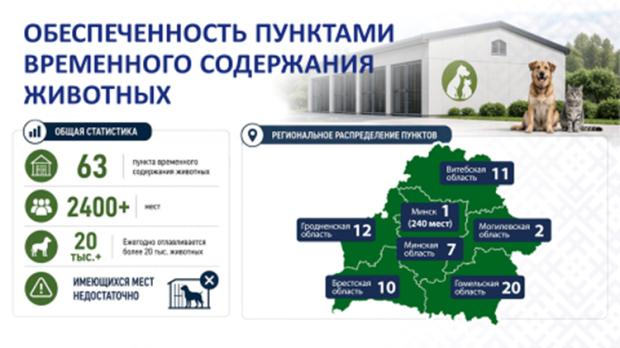 ОБЕСПЕЧЕННОСТЬ ПУНКТАМИ
ВРЕМЕННОГО СОДЕРЖАНИЯ
ЖИВОТНЫХ
ОБЩАЯ СТАТИСТИКА
63
пункта временного
содержания животных
2400+
мест
20
ТЫС.+
Ежегодно отлавливается
более 20 тыс. животных
ИМЕЮЩИХСЯ МЕСТ
НЕДОСТАТОЧНО
РЕГИОНАЛЬНОЕ РАСПРЕДЕЛЕНИЕ ПУНКТОВ
Витебская
область 11
Минск 1
(240 мест)
Гродненская
область 12
Могилевская
область 2
Минская
область 7
Брестская
область 10
Гомельская
область 20